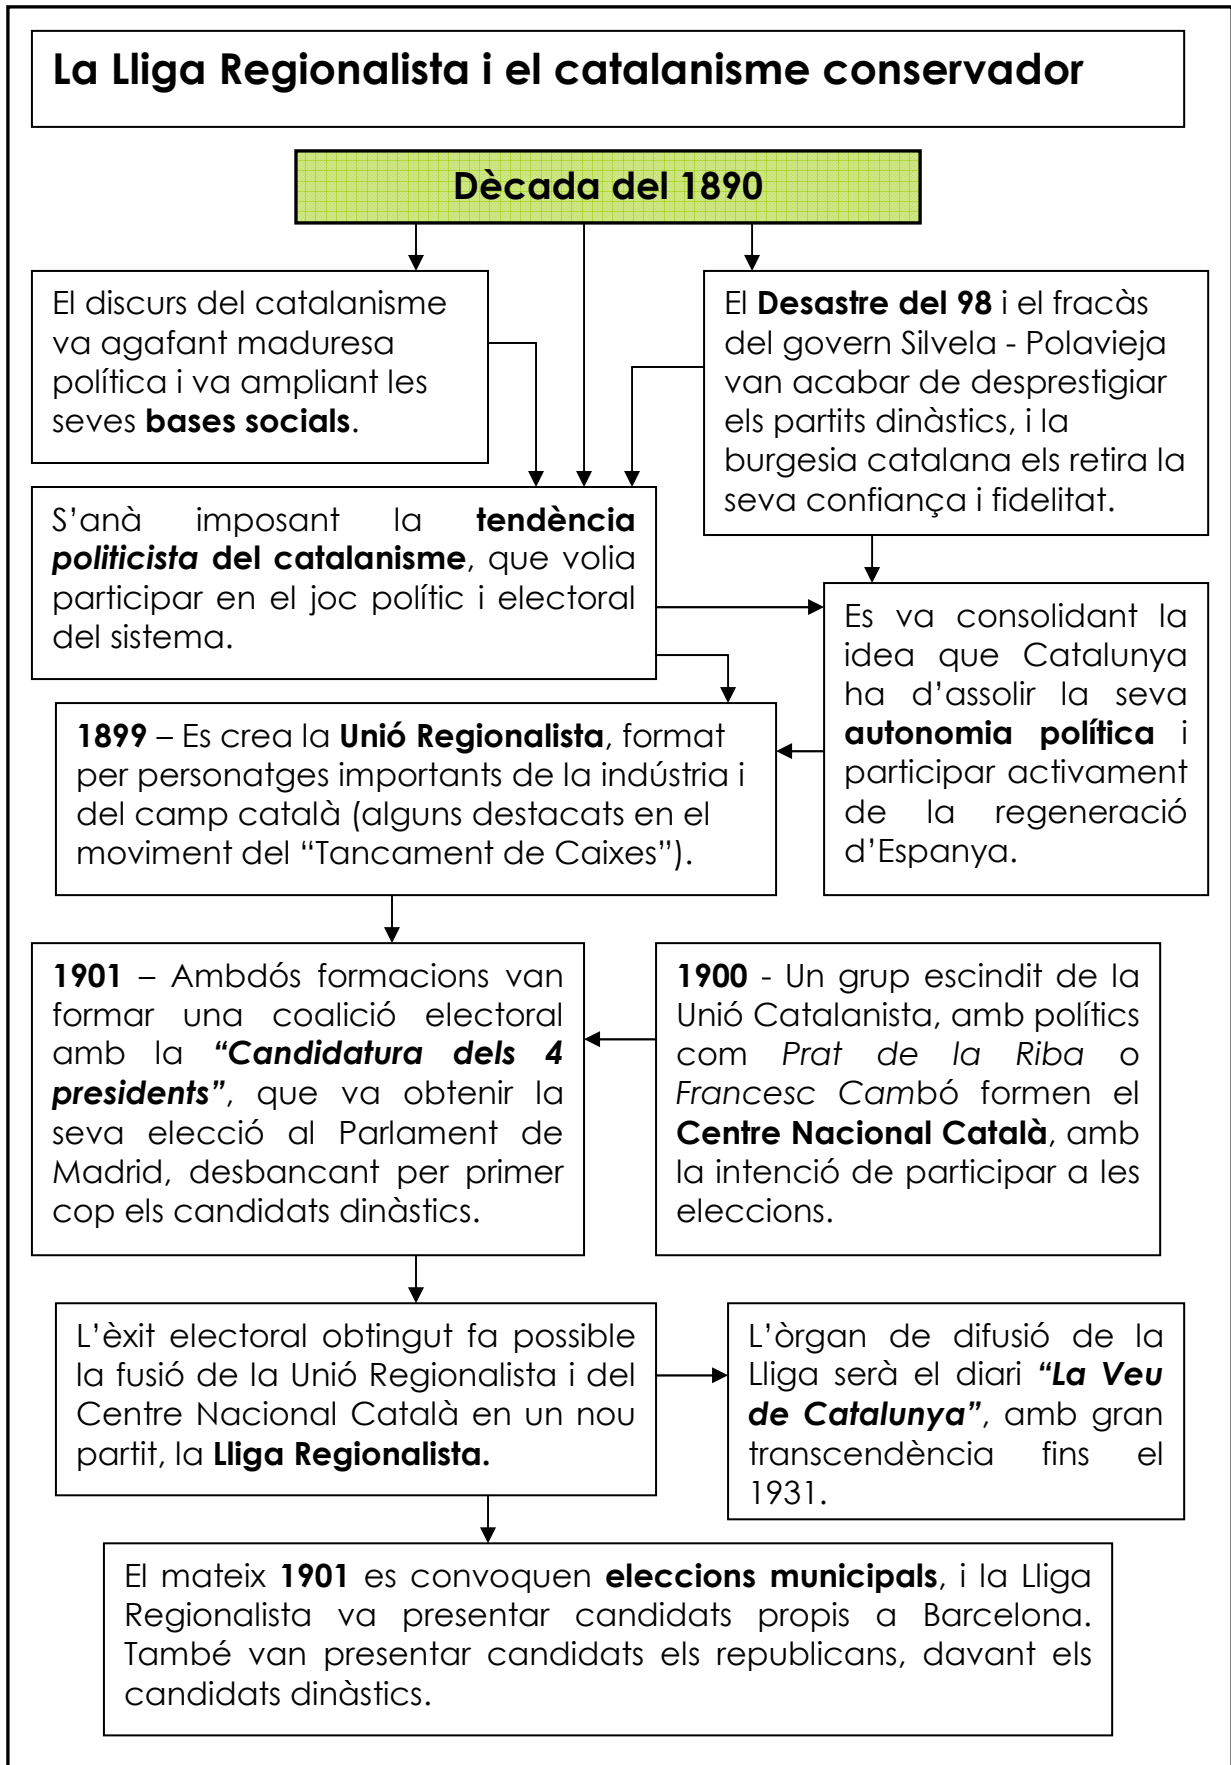 La Lliga Regionalista i el catalanisme conservador
Dècada del 1890
El discurs del catalanisme
va agafant maduresa
política i va ampliant les
seves bases socials.
El Desastre del 98 i el fracàs
del govern Silvela - Polavieja
van acabar de desprestigiar
els partits dinàstics, i la
burgesia catalana els retira la
seva confiança i fidelitat.
S'anà imposant la tendència
politicista del catalanisme, que volia
participar en el joc polític i electoral
del sistema.
Es va consolidant la
idea que Catalunya
ha d'assolir la seva
autonomia política i
participar activament
de la regeneració
d'Espanya.
1899 – Es crea la Unió Regionalista, format
per personatges importants de la indústria i
del camp català (alguns destacats en el
moviment del “Tancament de Caixes”).
1901 – Ambdós formacions van
formar una coalició electoral
amb la “Candidatura dels 4
presidents”, que va obtenir la
seva elecció al Parlament de
Madrid, desbancant per primer
cop els candidats dinàstics.
1900 - Un grup escindit de la
Unió Catalanista, amb polítics
com Prat de la Riba o
Francesc Cambó formen el
Centre Nacional Català, amb
la intenció de participar a les
eleccions.
L'èxit electoral obtingut fa possible
la fusió de la Unió Regionalista i del
Centre Nacional Català en un nou
partit, la Lliga Regionalista.
L'òrgan de difusió de la
Lliga serà el diari “La Veu
de Catalunya”, amb gran
transcendència fins el
1931.
El mateix 1901 es convoquen eleccions municipals, i la Lliga
Regionalista va presentar candidats propis a Barcelona.
També van presentar candidats els republicans, davant els
candidats dinàstics.